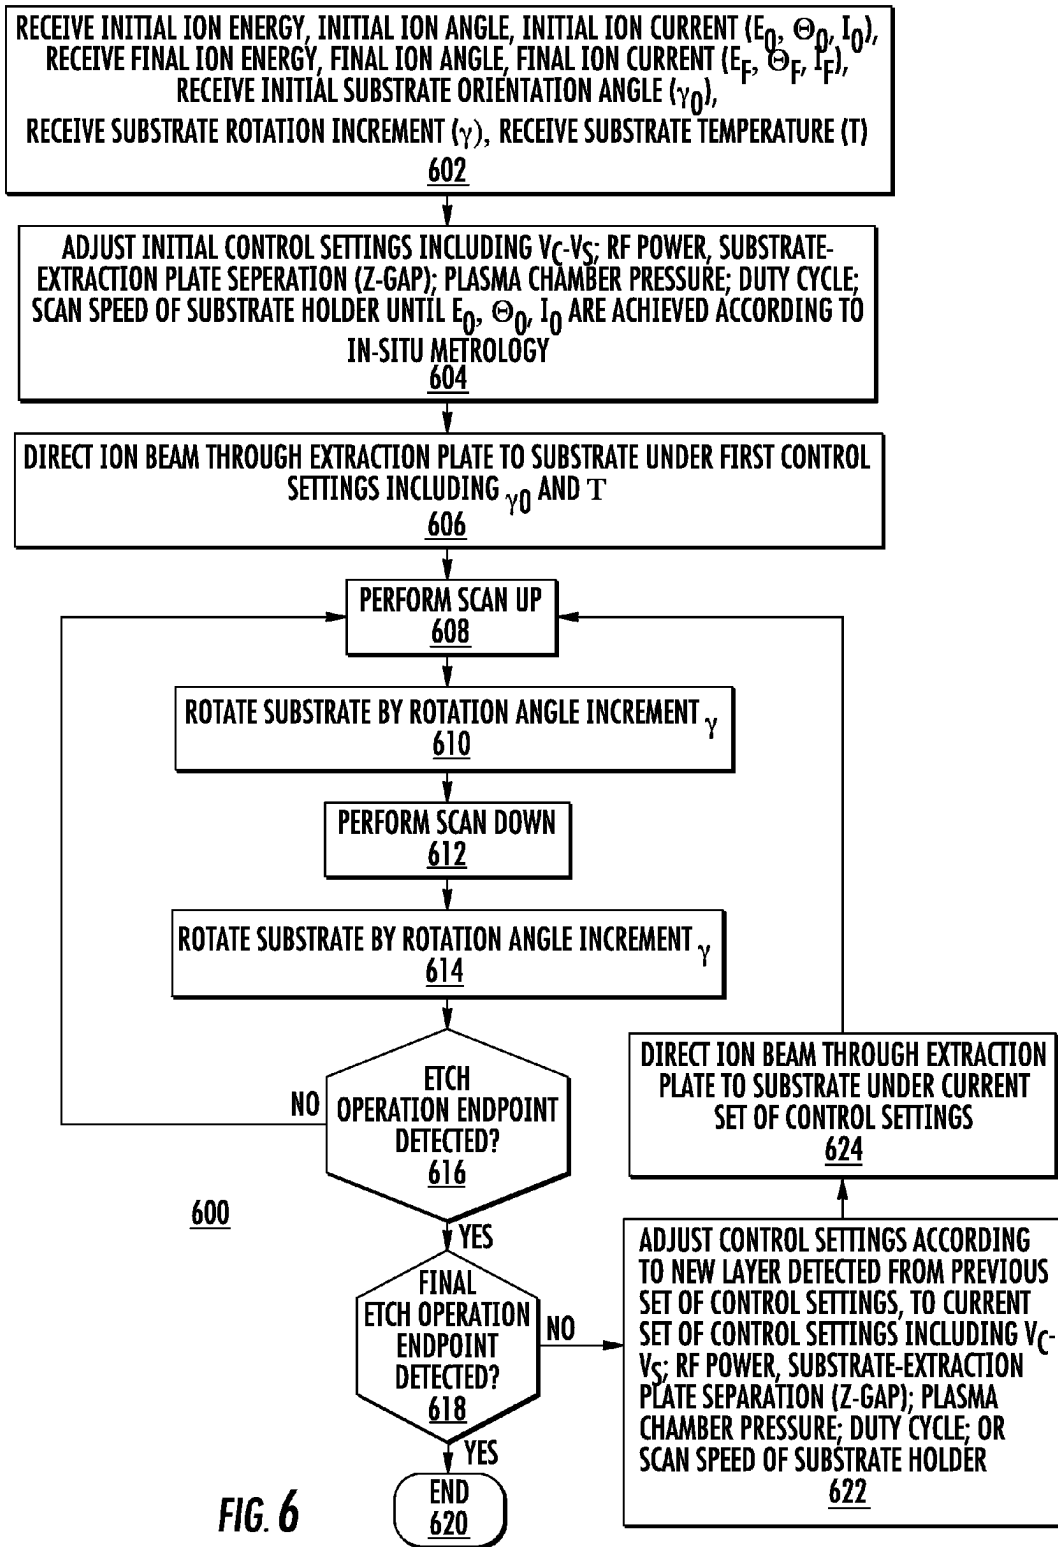 RECEIVE INITIAL ION ENERGY, INITIAL ION ANGLE, INITIAL ION CURRENT (E0, Θ0, I0),
RECEIVE FINAL ION ENERGY, FINAL ION ANGLE, FINAL ION CURRENT (EF, ΘF, IF),
RECEIVE INITIAL SUBSTRATE ORIENTATION ANGLE (γ0),
RECEIVE SUBSTRATE ROTATION INCREMENT (γ), RECEIVE SUBSTRATE TEMPERATURE (T)
602
ADJUST INITIAL CONTROL SETTINGS INCLUDING VC-VS; RF POWER, SUBSTRATE-
EXTRACTION PLATE SEPERATION (Z-GAP); PLASMA CHAMBER PRESSURE; DUTY CYCLE;
SCAN SPEED OF SUBSTRATE HOLDER UNTIL E0, Θ0, I0 ARE ACHIEVED ACCORDING TO
IN-SITU METROLOGY
604
DIRECT ION BEAM THROUGH EXTRACTION PLATE TO SUBSTRATE UNDER FIRST CONTROL
SETTINGS INCLUDING γ0 AND T
606
PERFORM SCAN UP
608
ROTATE SUBSTRATE BY ROTATION ANGLE INCREMENT γ
610
PERFORM SCAN DOWN
612
ROTATE SUBSTRATE BY ROTATION ANGLE INCREMENT γ
614
ETCH
OPERATION ENDPOINT
DETECTED?
616
NO
YES
FINAL
ETCH OPERATION
ENDPOINT
DETECTED?
618
NO
YES
END
620
ADJUST CONTROL SETTINGS ACCORDING
TO NEW LAYER DETECTED FROM PREVIOUS
SET OF CONTROL SETTINGS, TO CURRENT
SET OF CONTROL SETTINGS INCLUDING VC-
VS; RF POWER, SUBSTRATE-EXTRACTION
PLATE SEPARATION (Z-GAP); PLASMA
CHAMBER PRESSURE; DUTY CYCLE; OR
SCAN SPEED OF SUBSTRATE HOLDER
622
DIRECT ION BEAM THROUGH EXTRACTION
PLATE TO SUBSTRATE UNDER CURRENT
SET OF CONTROL SETTINGS
624
600
FIG. 6